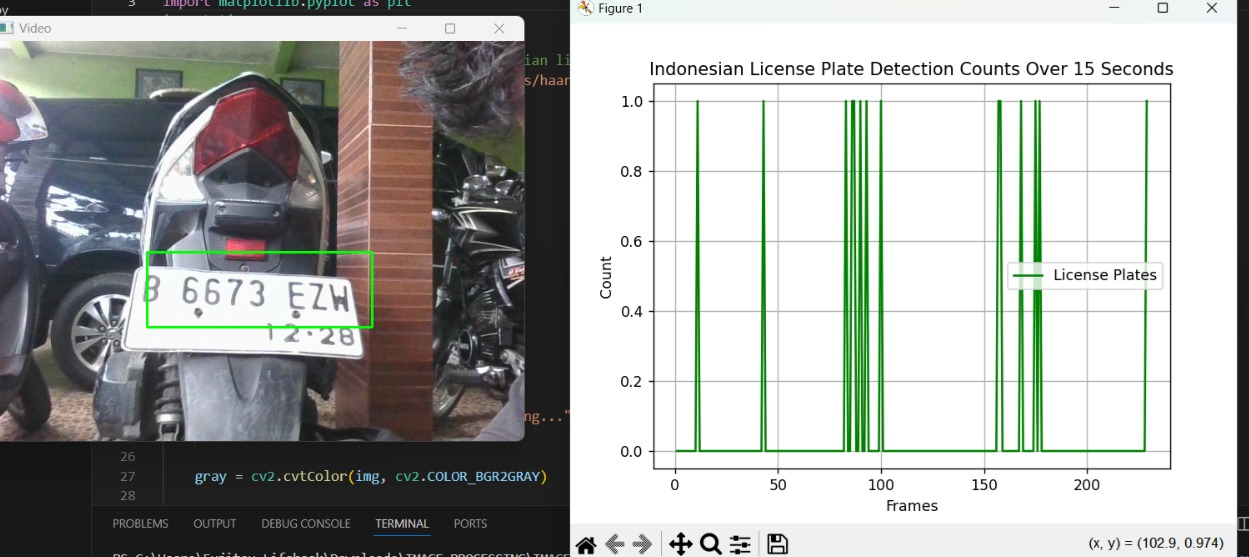 3 import matplotlib.pyplot as plt
Video
ian li
s/haar
B 6673 EZW
12·28
ng..."
26
27 gray = cv2.cvtColor(img, cv2.COLOR_BGR2GRAY)
28
PROBLEMS OUTPUT DEBUG CONSOLE TERMINAL PORTS
Figure 1
Indonesian License Plate Detection Counts Over 15 Seconds
1.0
0.8
0.6
0.4
0.2
0.0
Count
License Plates
0 50 100 150 200
Frames
(x, y) = (102.9, 0.974)